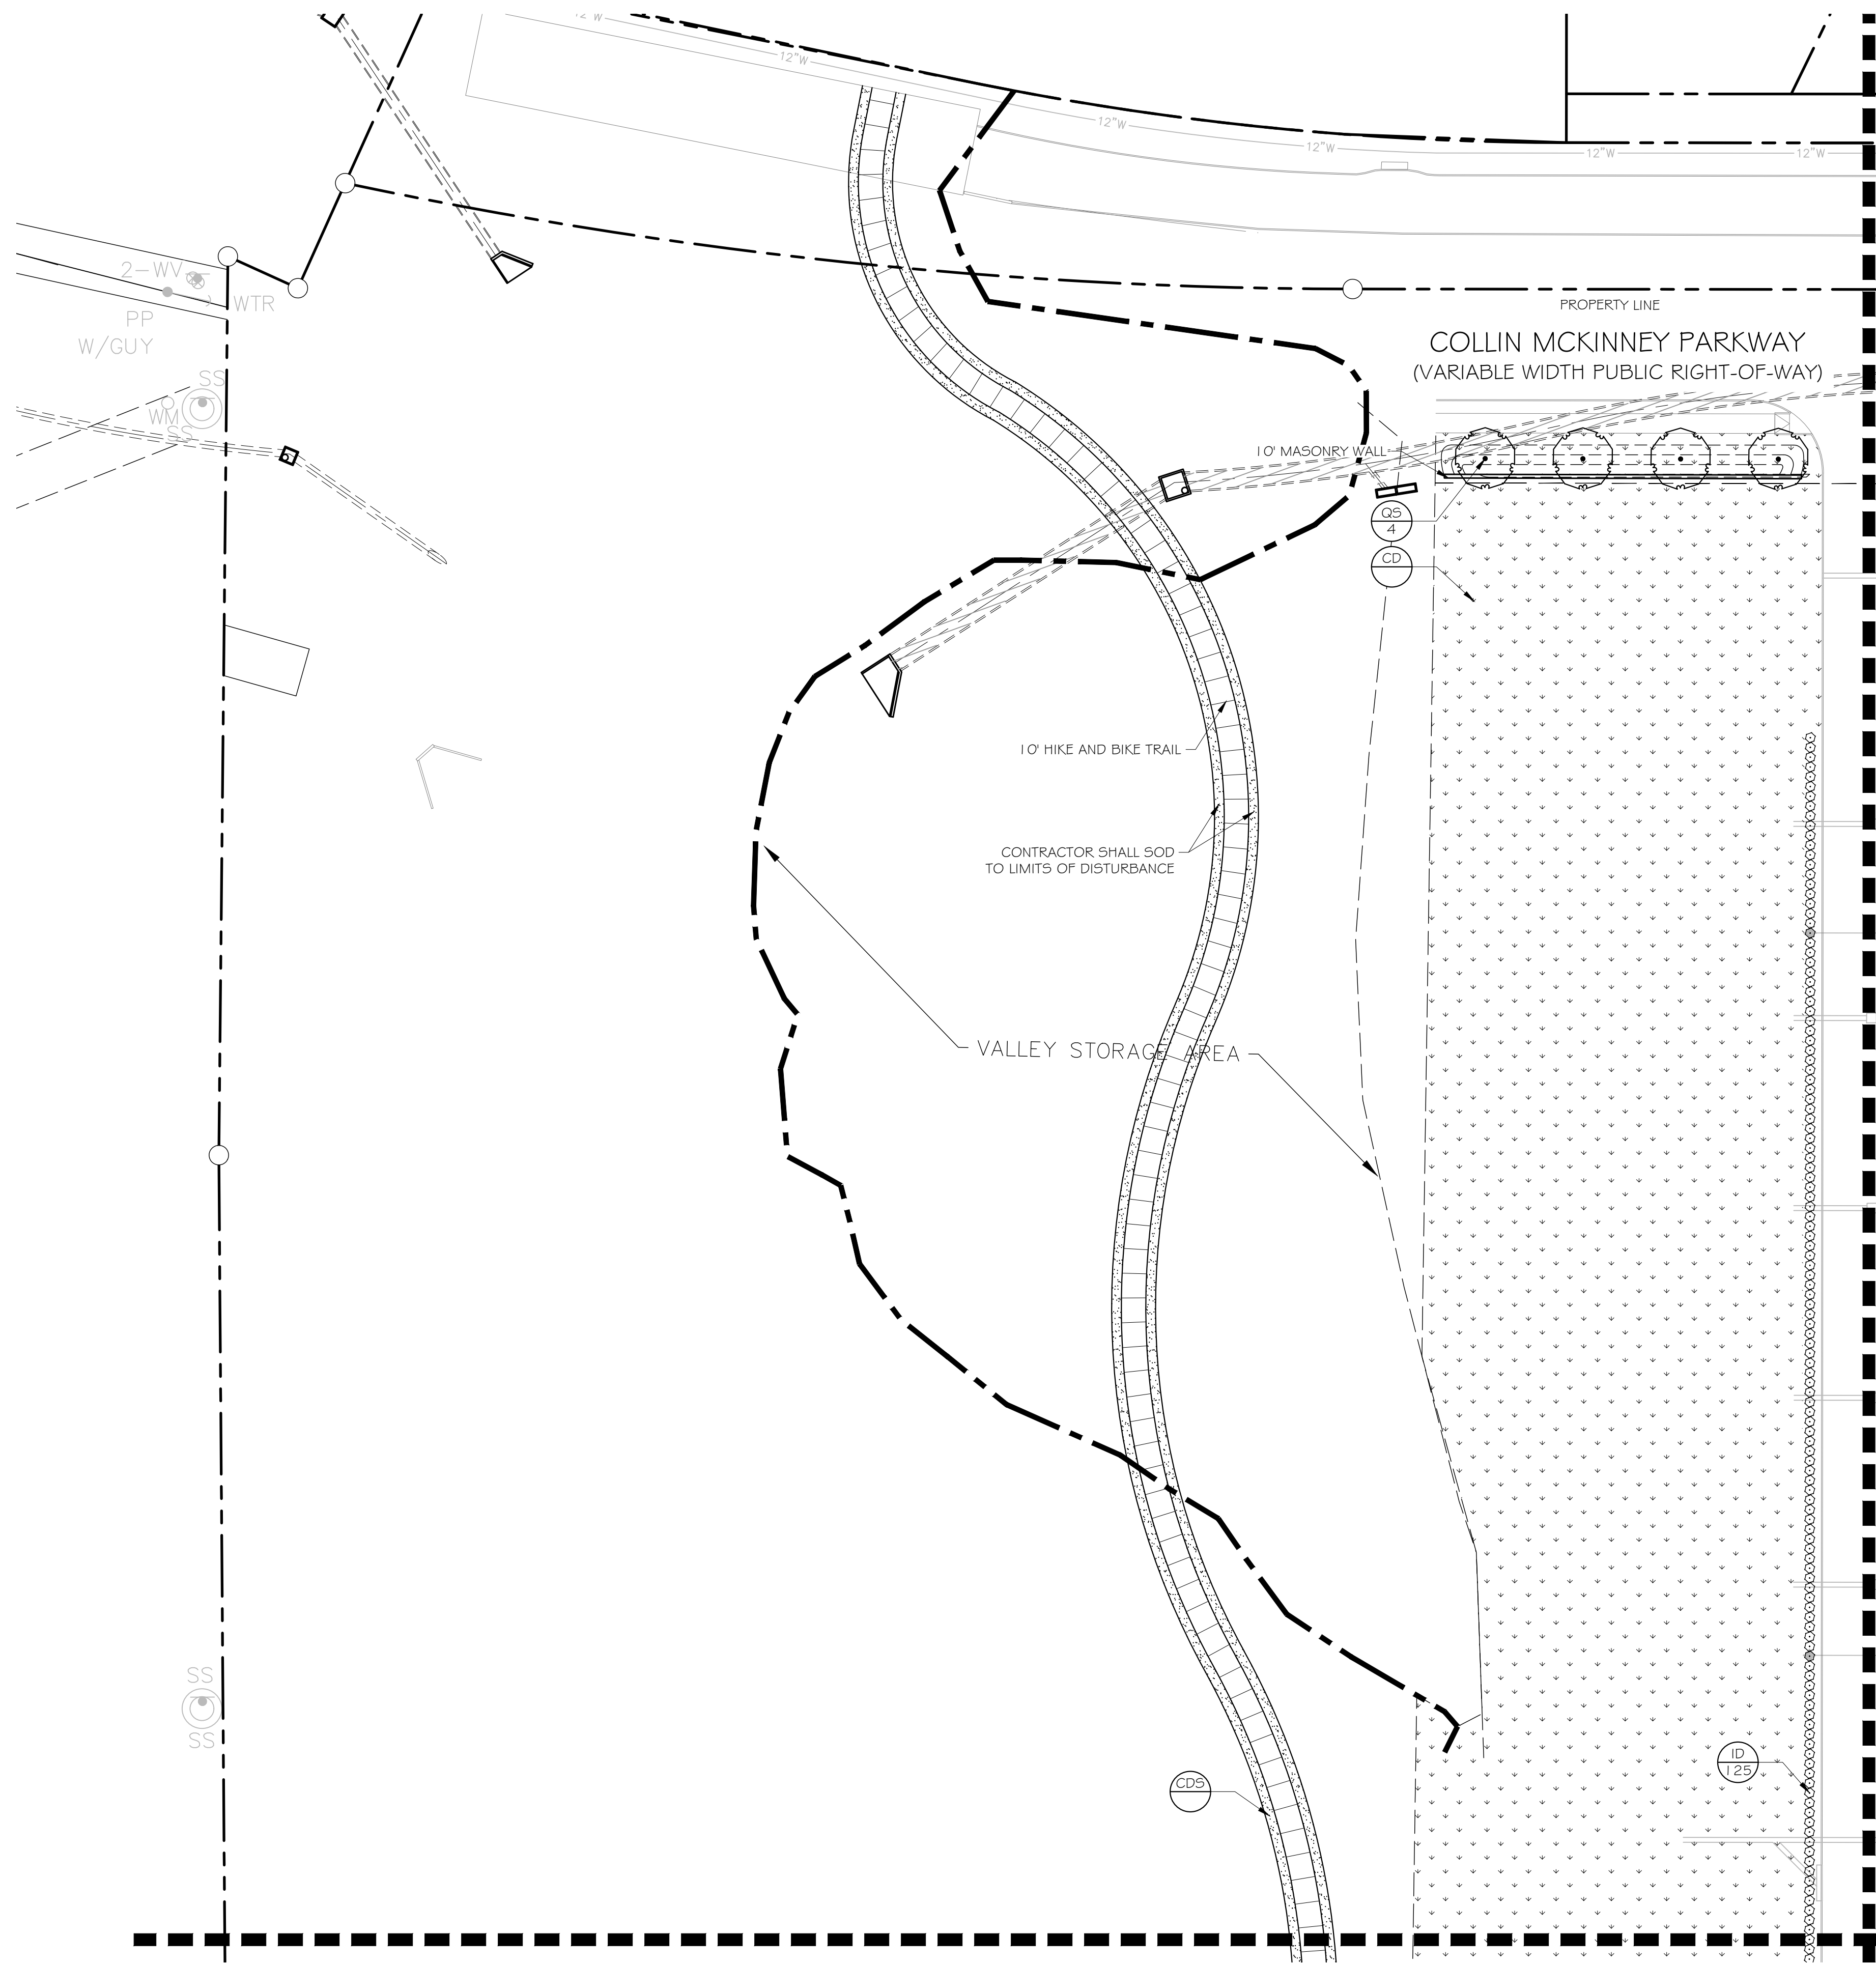 12"W
12"W
12"W
12"W
12"W
12"W
2-WV
WTR
PP
W/GUY
PROPERTY LINE
COLLIN MCKINNEY PARKWAY
(VARIABLE WIDTH PUBLIC RIGHT-OF-WAY)
SS
WM
SS
10' MASONRY WALL
QS
4
CD
10' HIKE AND BIKE TRAIL
CONTRACTOR SHALL SOD
TO LIMITS OF DISTURBANCE
VALLEY STORAGE AREA
SS
SS
ID
125
CDS